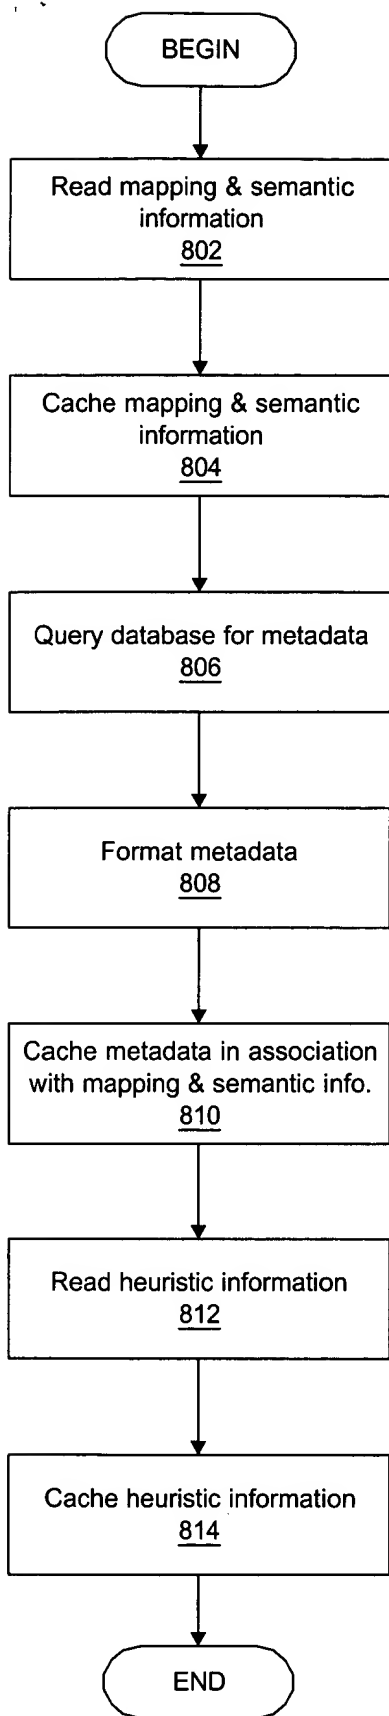 BEGIN
Read mapping & semantic
information
802
Cache mapping & semantic
information
804
Query database for metadata
806
Format metadata
808
Cache metadata in association
with mapping & semantic info.
810
Read heuristic information
812
Cache heuristic information
814
END